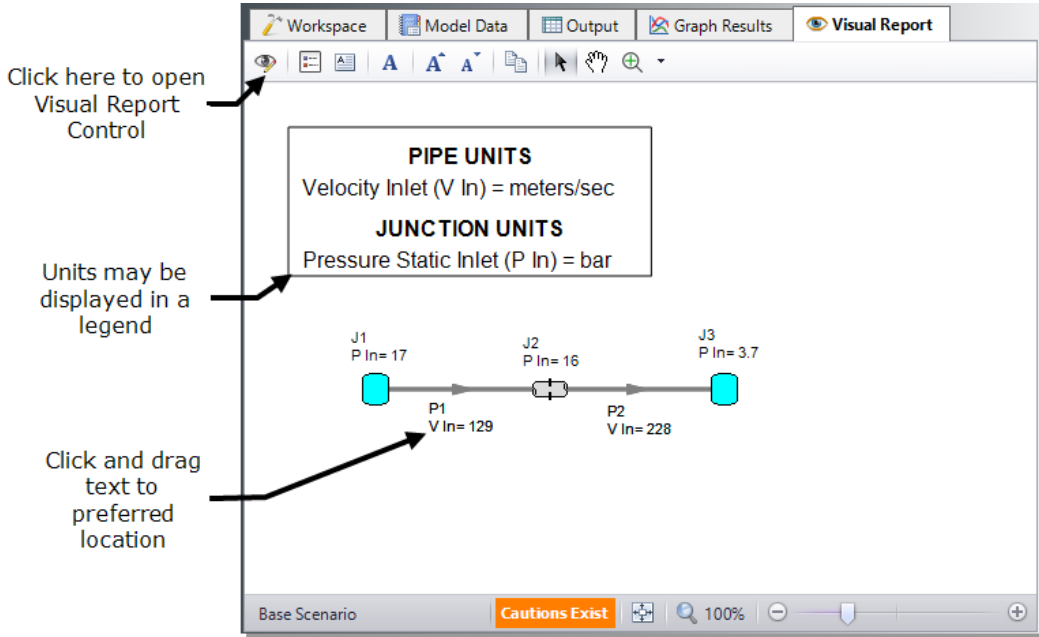 Workspace Model Data Output Graph Results Visual Report
A A A
Click here to open
Visual Report
Control
PIPE UNITS
Velocity Inlet (V In) = meters/sec
JUNCTION UNITS
Pressure Static Inlet (P In) = bar
Units may be
displayed in a
legend
J1
P In= 17
J2
P In= 16
J3
P In= 3.7
P1
V In= 129
P2
V In= 228
Click and drag
text to
preferred
location
Base Scenario Cautions Exist 100%